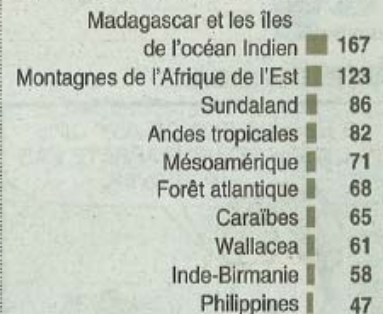 Madagascar et les îles
de l'océan Indien 167
Montagnes de l'Afrique de l'Est 123
Sundaland 86
Andes tropicales 82
Mésoamérique 71
Forêt atlantique 68
Caraïbes 65
Wallacea 61
Inde-Birmanie 58
Philippines 47